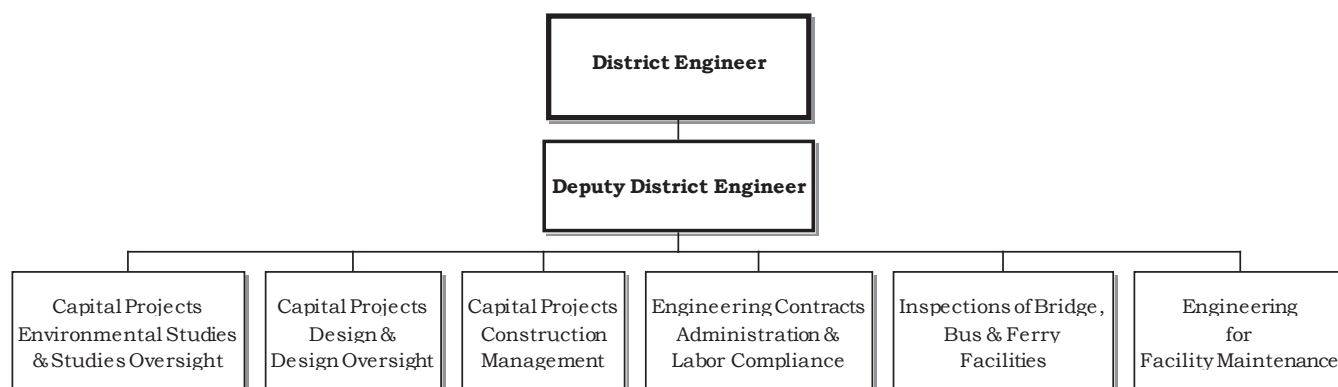 District Engineer
Deputy District Engineer
Capital Projects
Environmental Studies
& Studies Oversight
Capital Projects
Design &
Design Oversight
Capital Projects
Construction
Management
Engineering Contracts
Administration &
Labor Compliance
Inspections of Bridge,
Bus & Ferry
Facilities
Engineering
for
Facility Maintenance